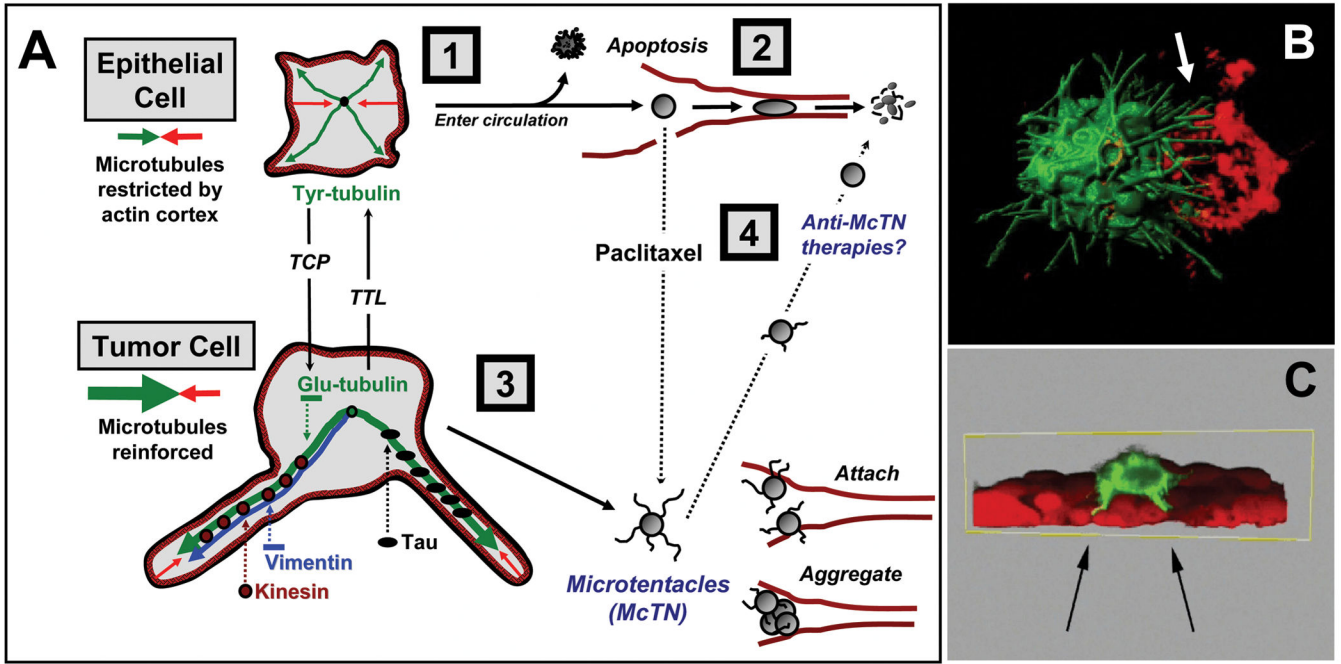 A
Epithelial
Cell
Microtubules
restricted by
actin cortex
Tyr-tubulin
1
Enter circulation
Apoptosis
2
TCP
TTL
Paclitaxel
4
Anti-McTN
therapies?
Tumor Cell
Microtubules
reinforced
Glu-tubulin
3
Tau
Vimentin
Kinesin
Microtentacles
(McTN)
Attach
Aggregate
B
C